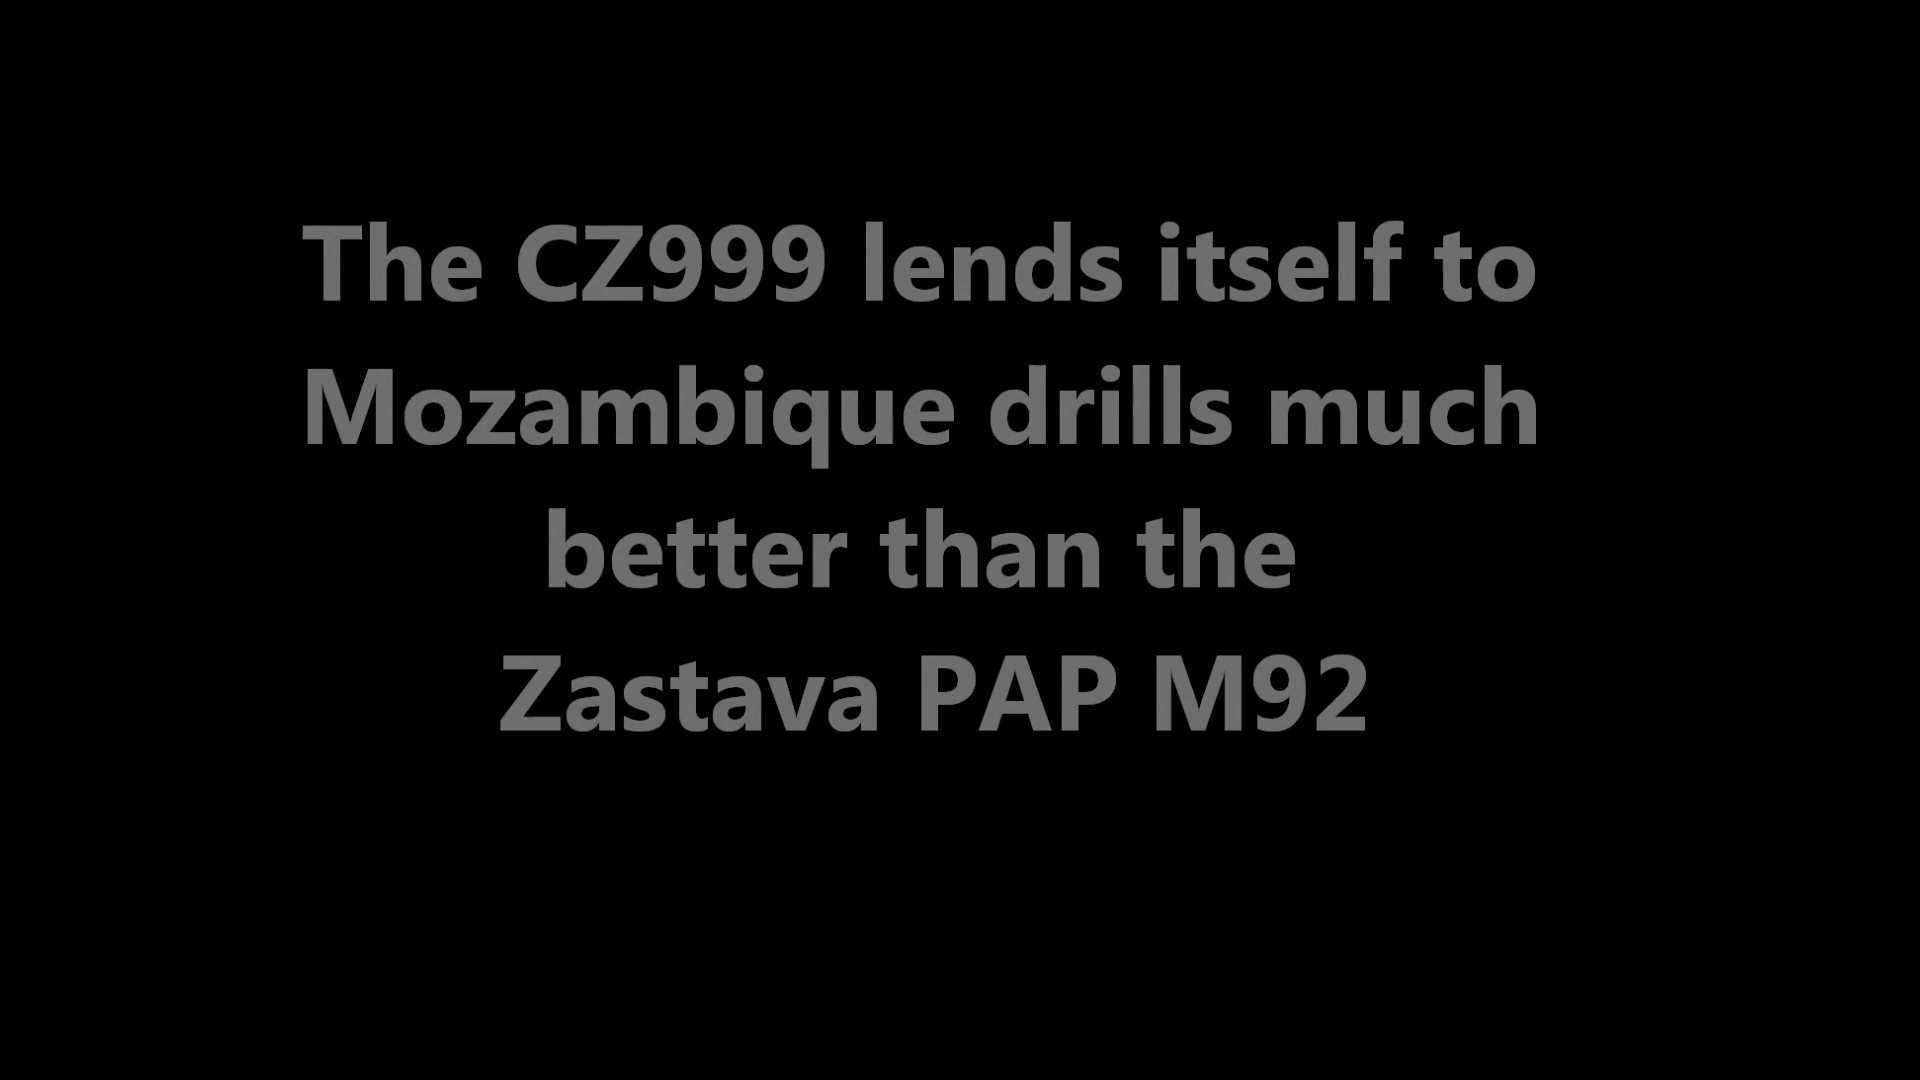 The CZ999 lends itself to
Mozambique drills much
better than the
Zastava PAP M92